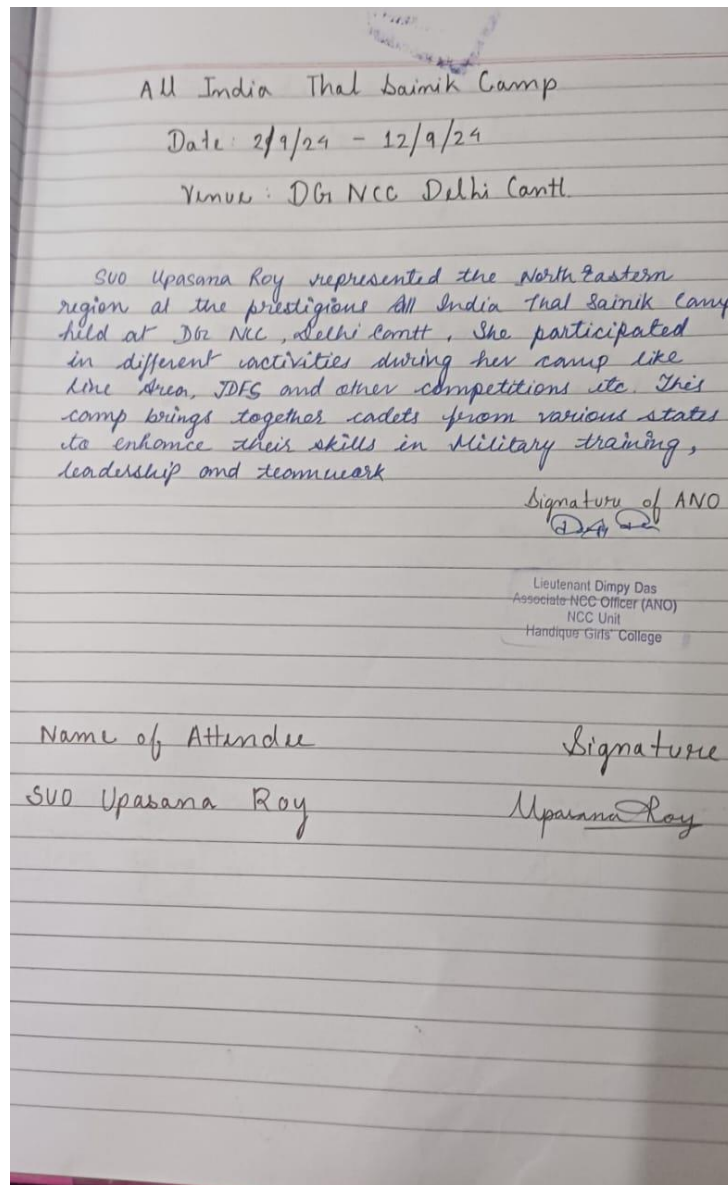 All India Thal Sainik Camp
Date: 2/9/24 - 12/9/24
Venue: DG NCC Delhi Cantt
SUO Upasana Roy represented the North Eastern
region at the prestigious All India Thal Sainik Camp
held at DG NCC, Delhi Cantt, She participated
in different activities during her camp like
Line Area, JDFS and other competitions etc. This
camp brings together cadets from various states
to enhance their skills in Military training,
leadership and teamwork
Signature of ANO
Lieutenant Dimpy Das
Associate NCC Officer (ANO)
NCC Unit
Handique Girls' College
Name of Attendee Signature
SUO Upasana Roy Upasana Roy